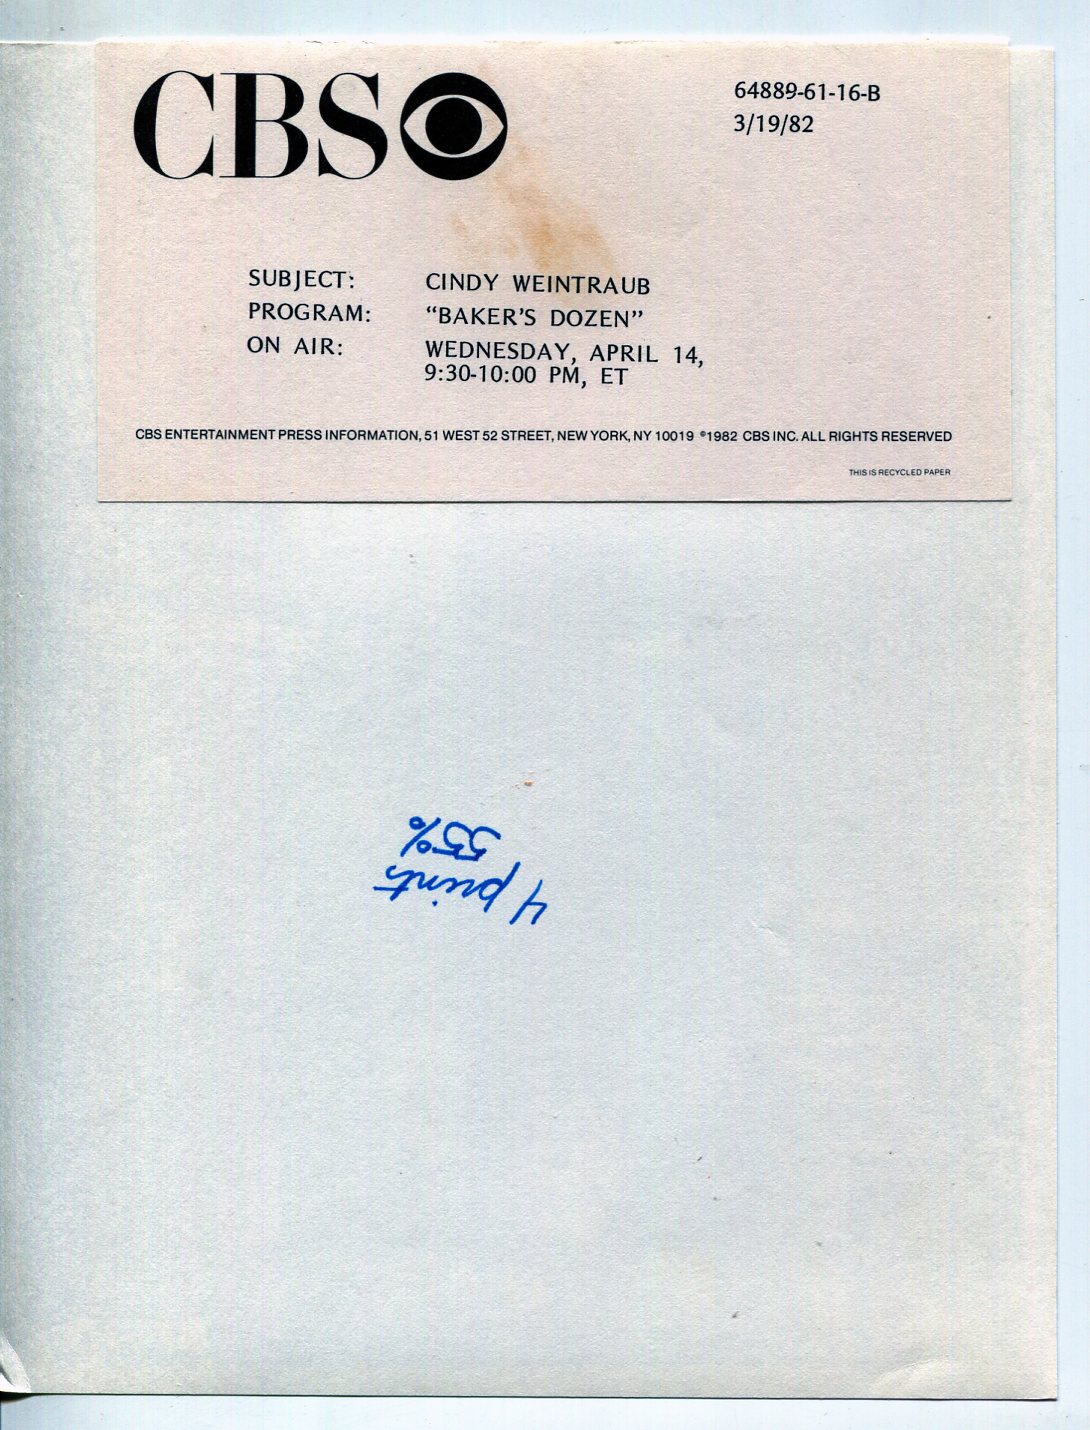 CBS
64889-61-16-B
3/19/82
SUBJECT: CINDY WEINTRAUB
PROGRAM: “BAKER'S DOZEN”
ON AIR: WEDNESDAY, APRIL 14,
9:30-10:00 PM, ET
CBS ENTERTAINMENT PRESS INFORMATION, 51 WEST 52 STREET, NEW YORK, NY 10019 ©1982 CBS INC. ALL RIGHTS RESERVED
THIS IS RECYCLED PAPER
4 prints
55%